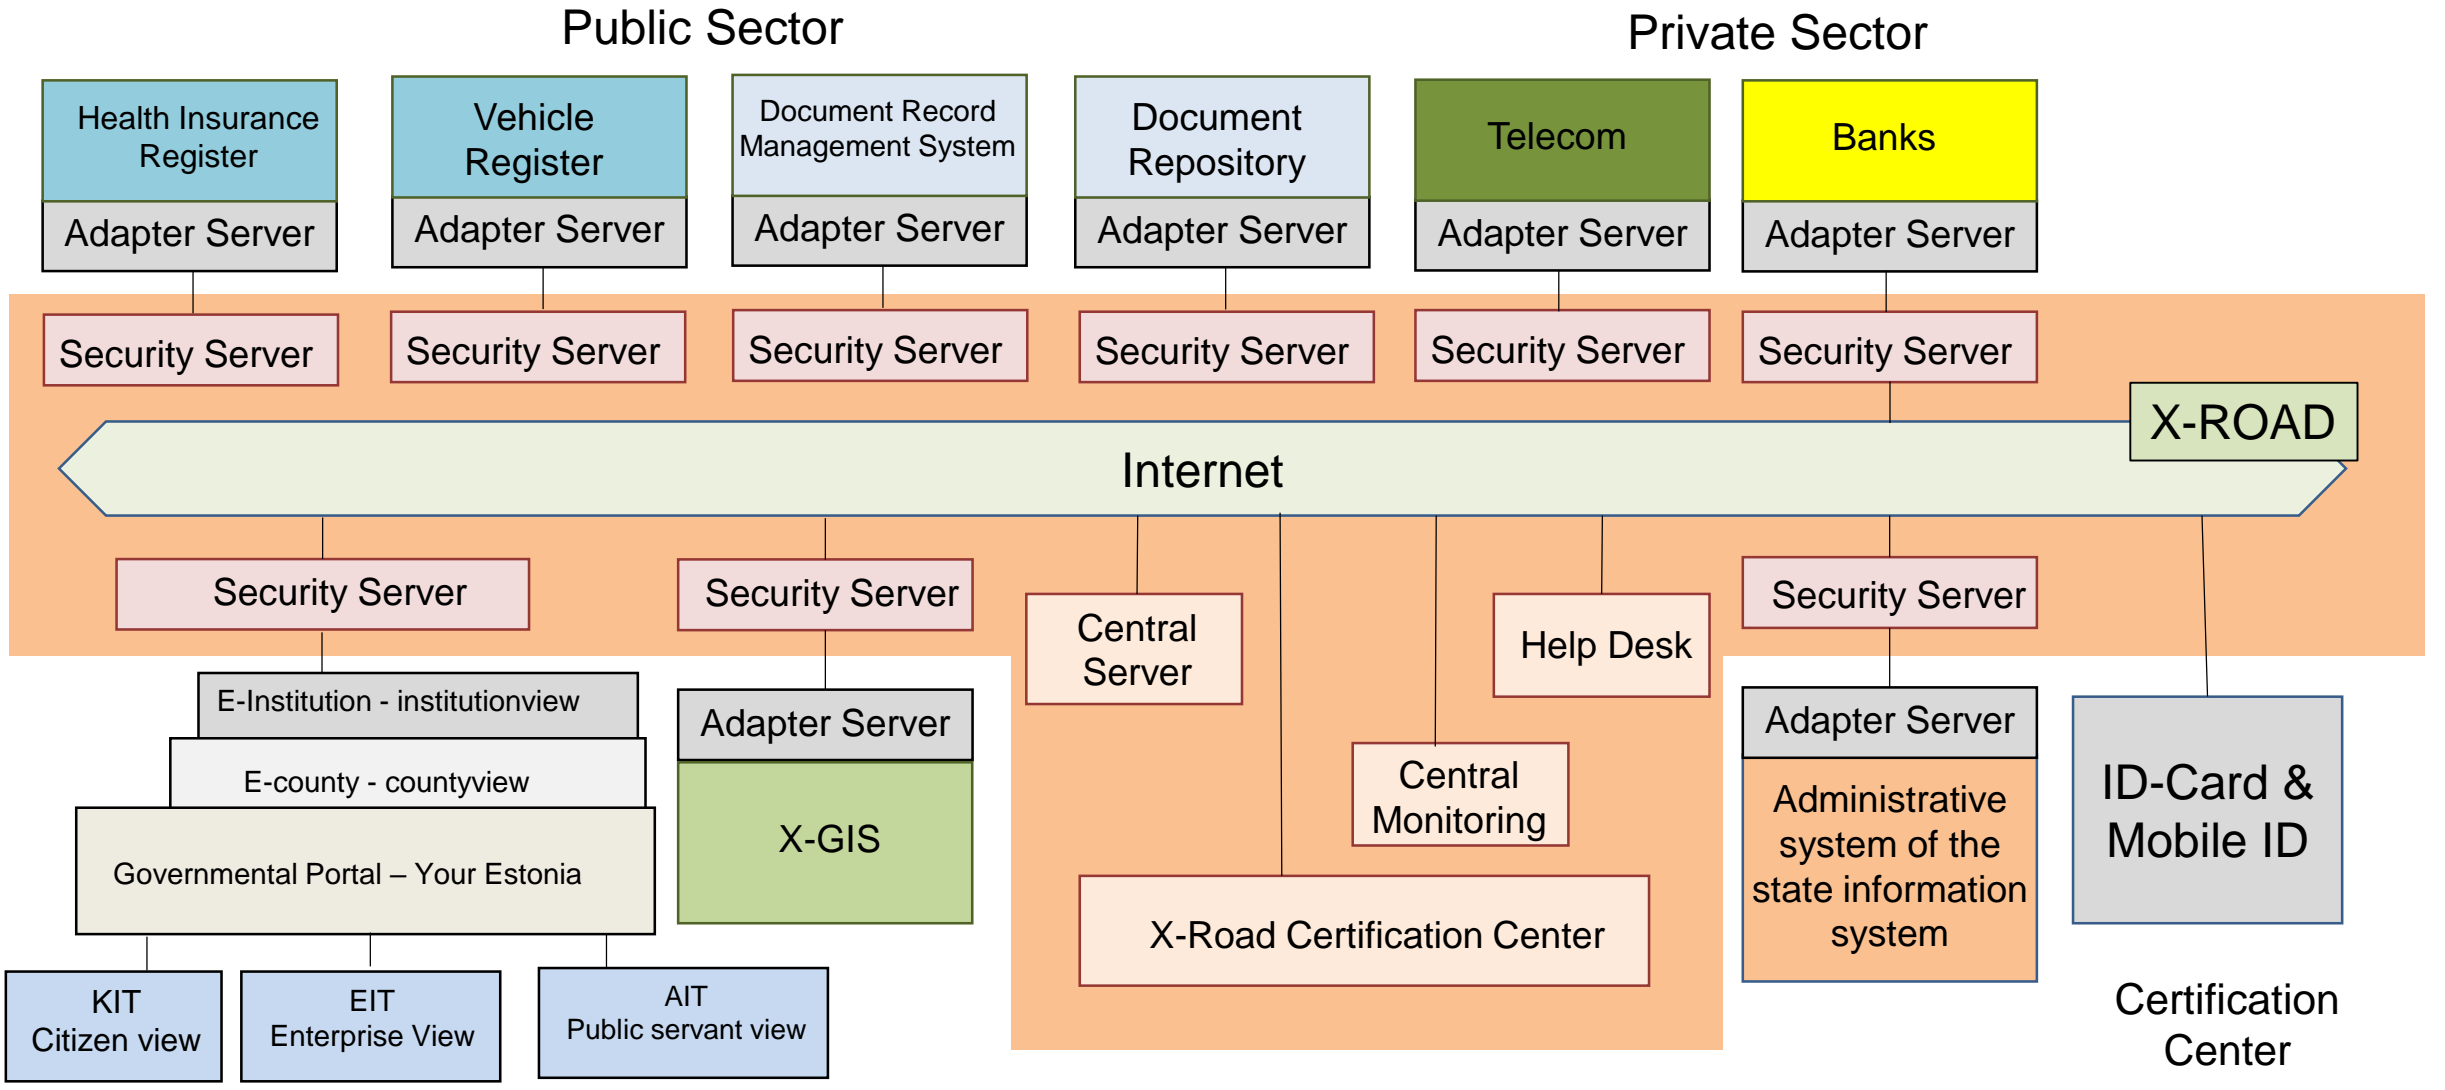 Public Sector
Private Sector
Health Insurance
Register
Vehicle
Register
Document Record
Management System
Document
Repository
Telecom
Banks
Adapter Server
Adapter Server
Adapter Server
Adapter Server
Adapter Server
Adapter Server
Security Server
Security Server
Security Server
Security Server
Security Server
Security Server
X-ROAD
Internet
Security Server
Security Server
Central
Server
Help Desk
Security Server
E-Institution - institutionview
E-county - countyview
Governmental Portal – Your Estonia
Adapter Server
X-GIS
Central
Monitoring
X-Road Certification Center
Adapter Server
Administrative
system of the
state information
system
ID-Card &
Mobile ID
KIT
Citizen view
EIT
Enterprise View
AIT
Public servant view
Certification
Center